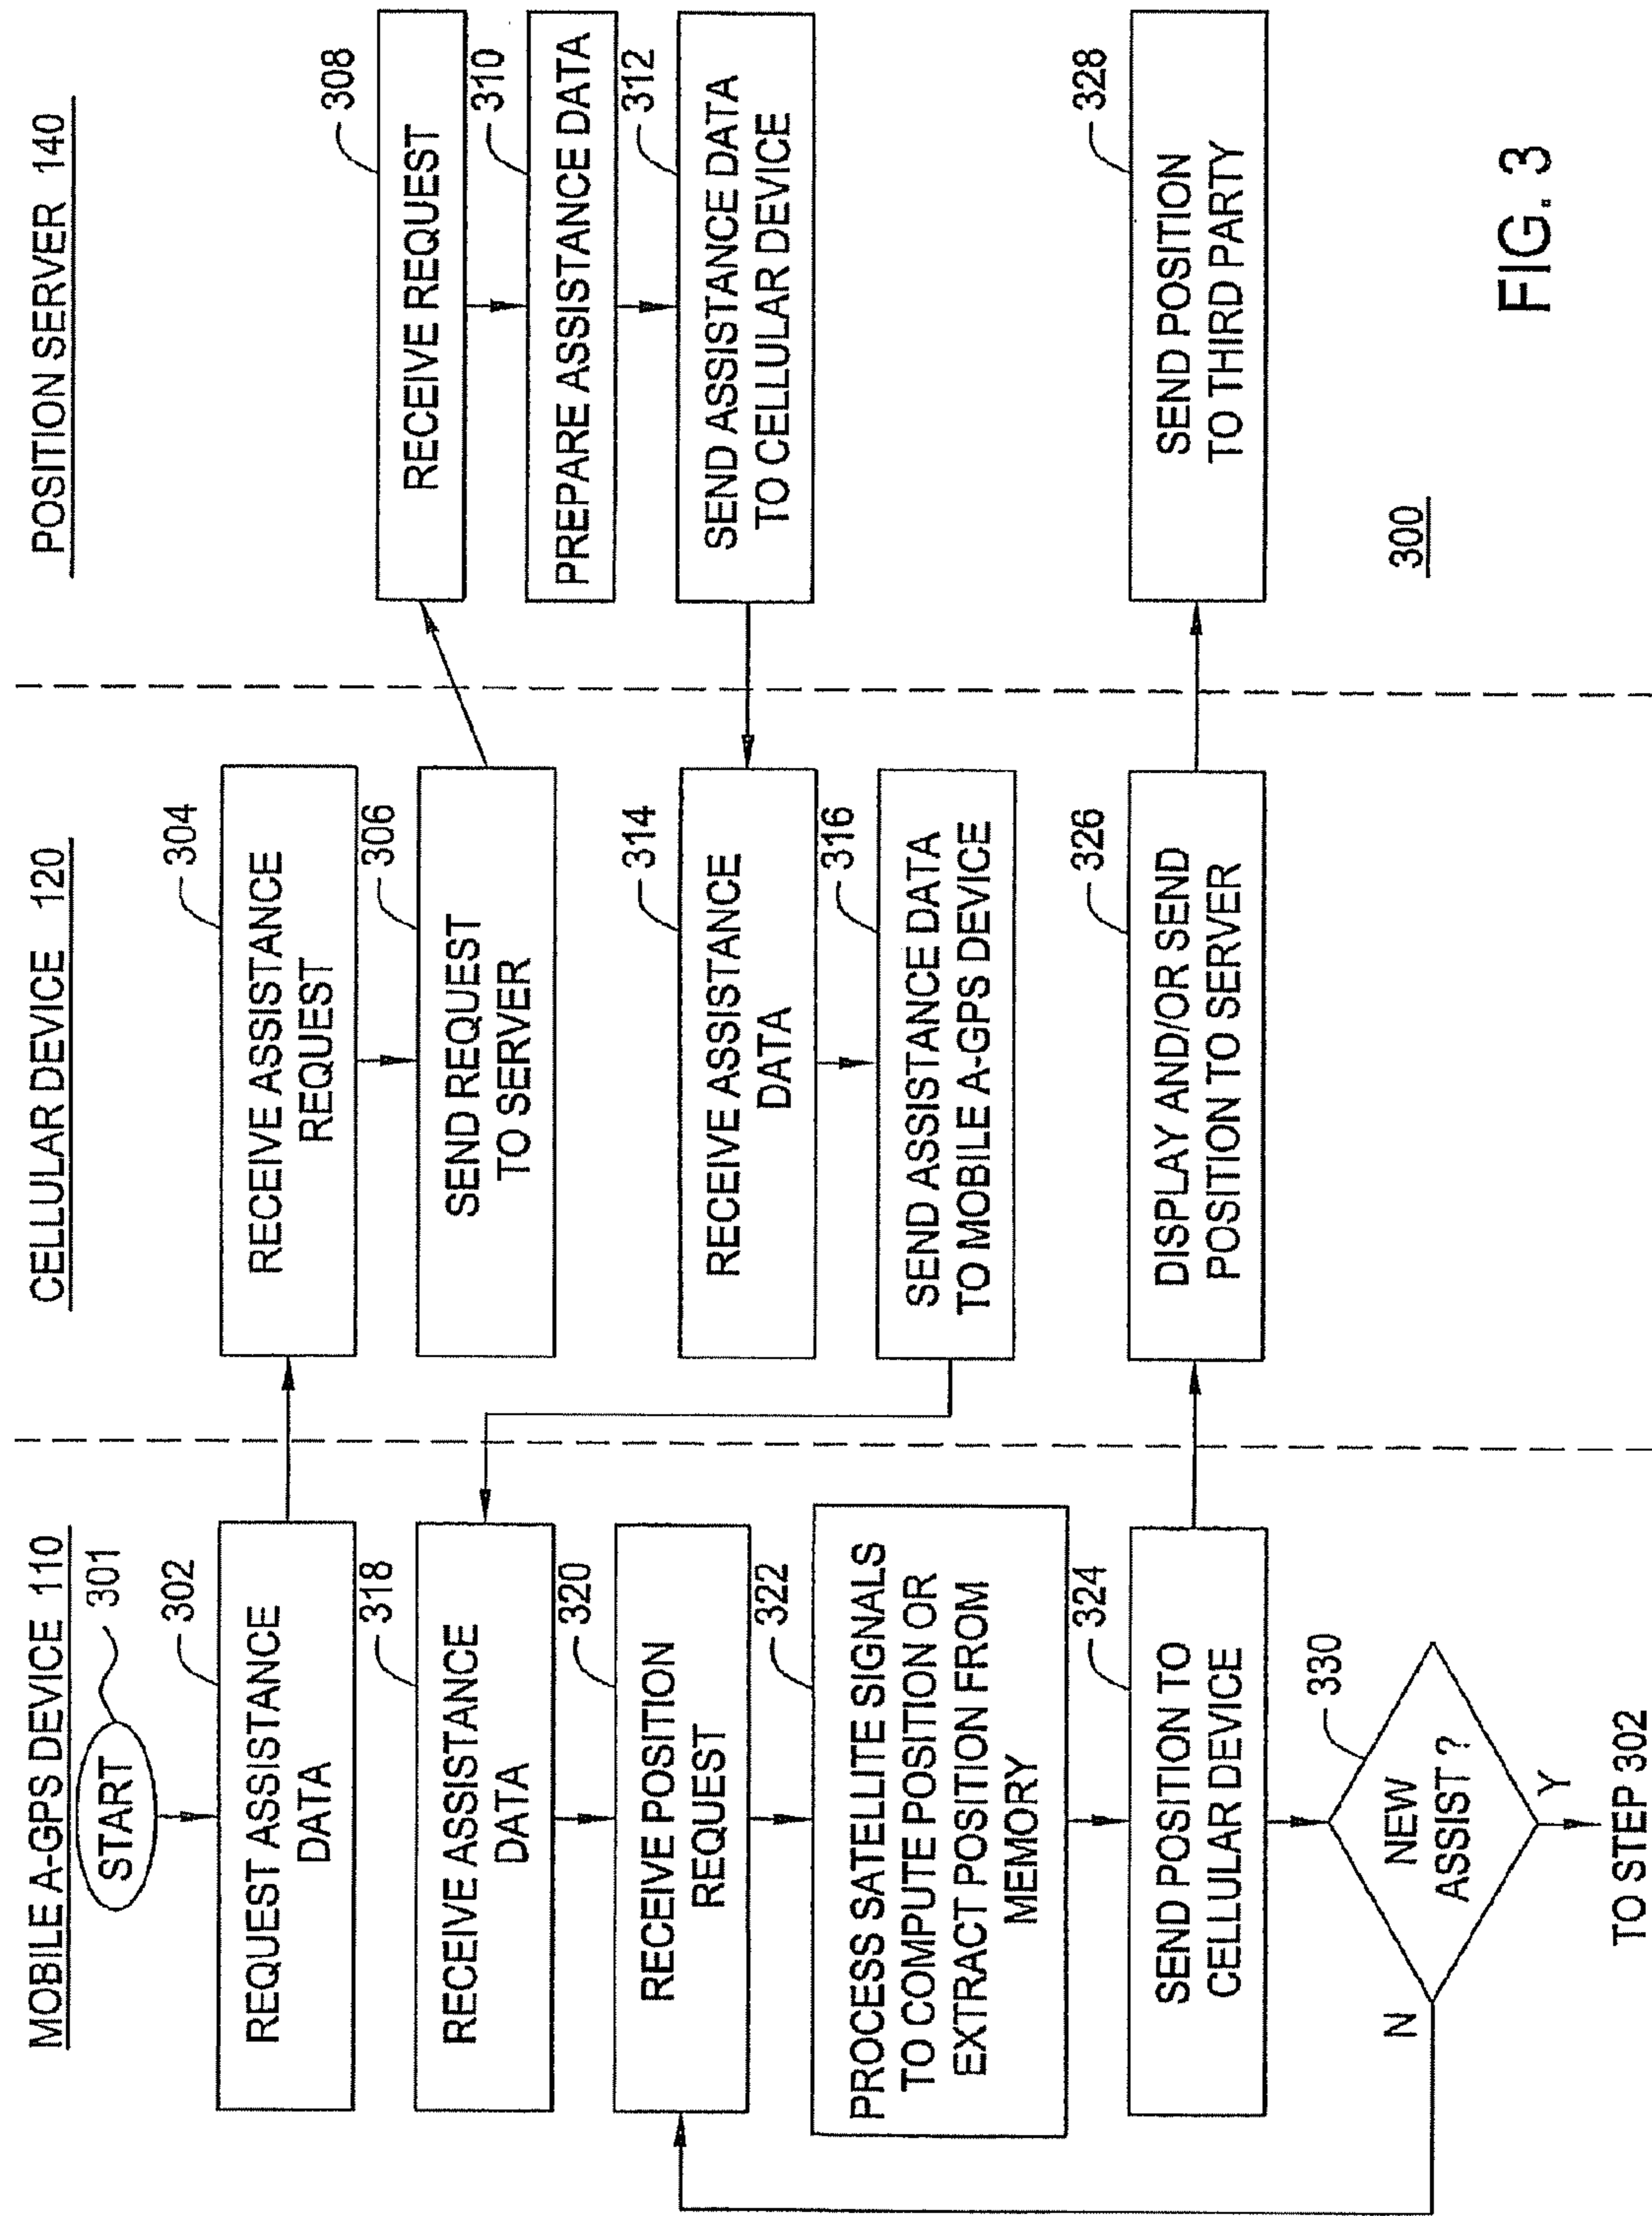 MOBILE A-GPS DEVICE 110
CELLULAR DEVICE 120
POSITION SERVER 140
START
301
302
REQUEST ASSISTANCE
DATA
304
RECEIVE ASSISTANCE
REQUEST
306
SEND REQUEST
TO SERVER
308
RECEIVE REQUEST
310
PREPARE ASSISTANCE DATA
312
SEND ASSISTANCE DATA
TO CELLULAR DEVICE
314
RECEIVE ASSISTANCE
DATA
316
SEND ASSISTANCE DATA
TO MOBILE A-GPS DEVICE
318
RECEIVE ASSISTANCE
DATA
320
RECEIVE POSITION
REQUEST
322
PROCESS SATELLITE SIGNALS
TO COMPUTE POSITION OR
EXTRACT POSITION FROM
MEMORY
324
SEND POSITION TO
CELLULAR DEVICE
326
DISPLAY AND/OR SEND
POSITION TO SERVER
328
SEND POSITION
TO THIRD PARTY
330
NEW
ASSIST ?
N
Y
TO STEP 302
300
FIG. 3